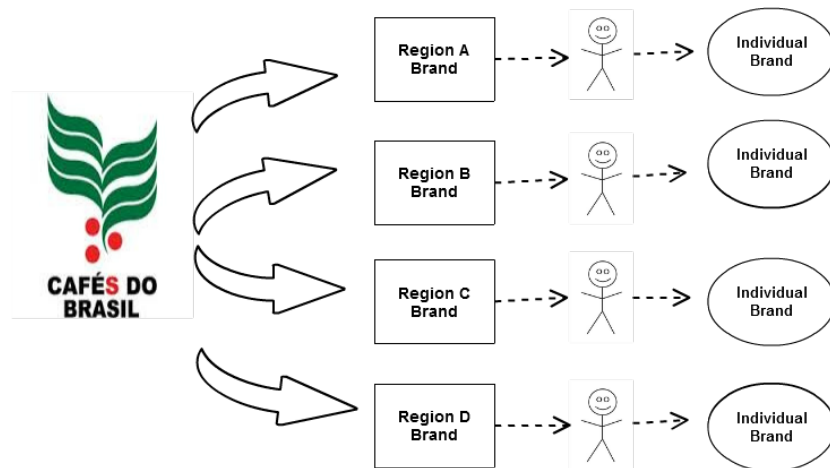 Region A
Brand
Individual
Brand
Region B
Brand
Individual
Brand
CAFÉS DO
BRASIL
Region C
Brand
Individual
Brand
Region D
Brand
Individual
Brand